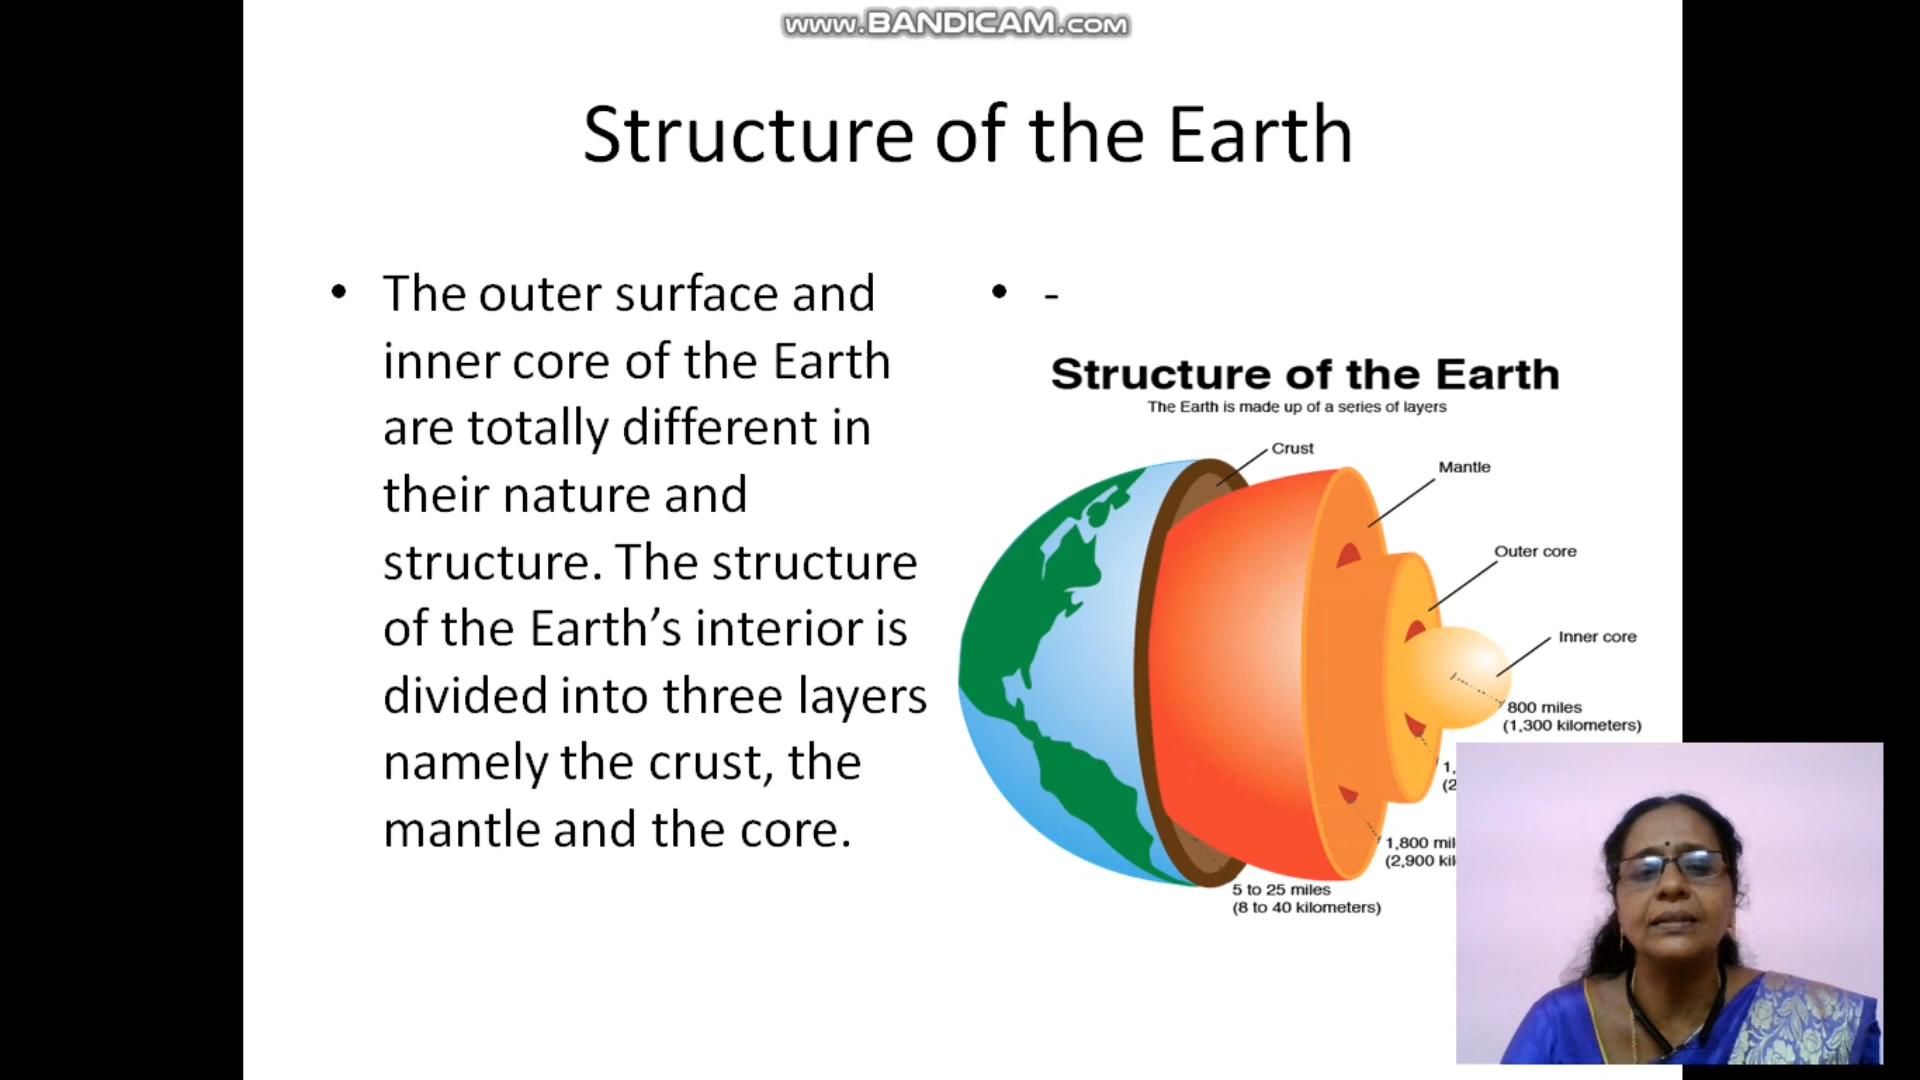 www.BANDICAM.com
Structure of the Earth
• The outer surface and
inner core of the Earth
are totally different in
their nature and
structure. The structure
of the Earth’s interior is
divided into three layers
namely the crust, the
mantle and the core.
• -
Structure of the Earth
The Earth is made up of a series of layers
Crust
Mantle
Outer core
Inner core
800 miles
(1,300 kilometers)
1,
(2
1,800 mil
(2,900 kil
5 to 25 miles
(8 to 40 kilometers)